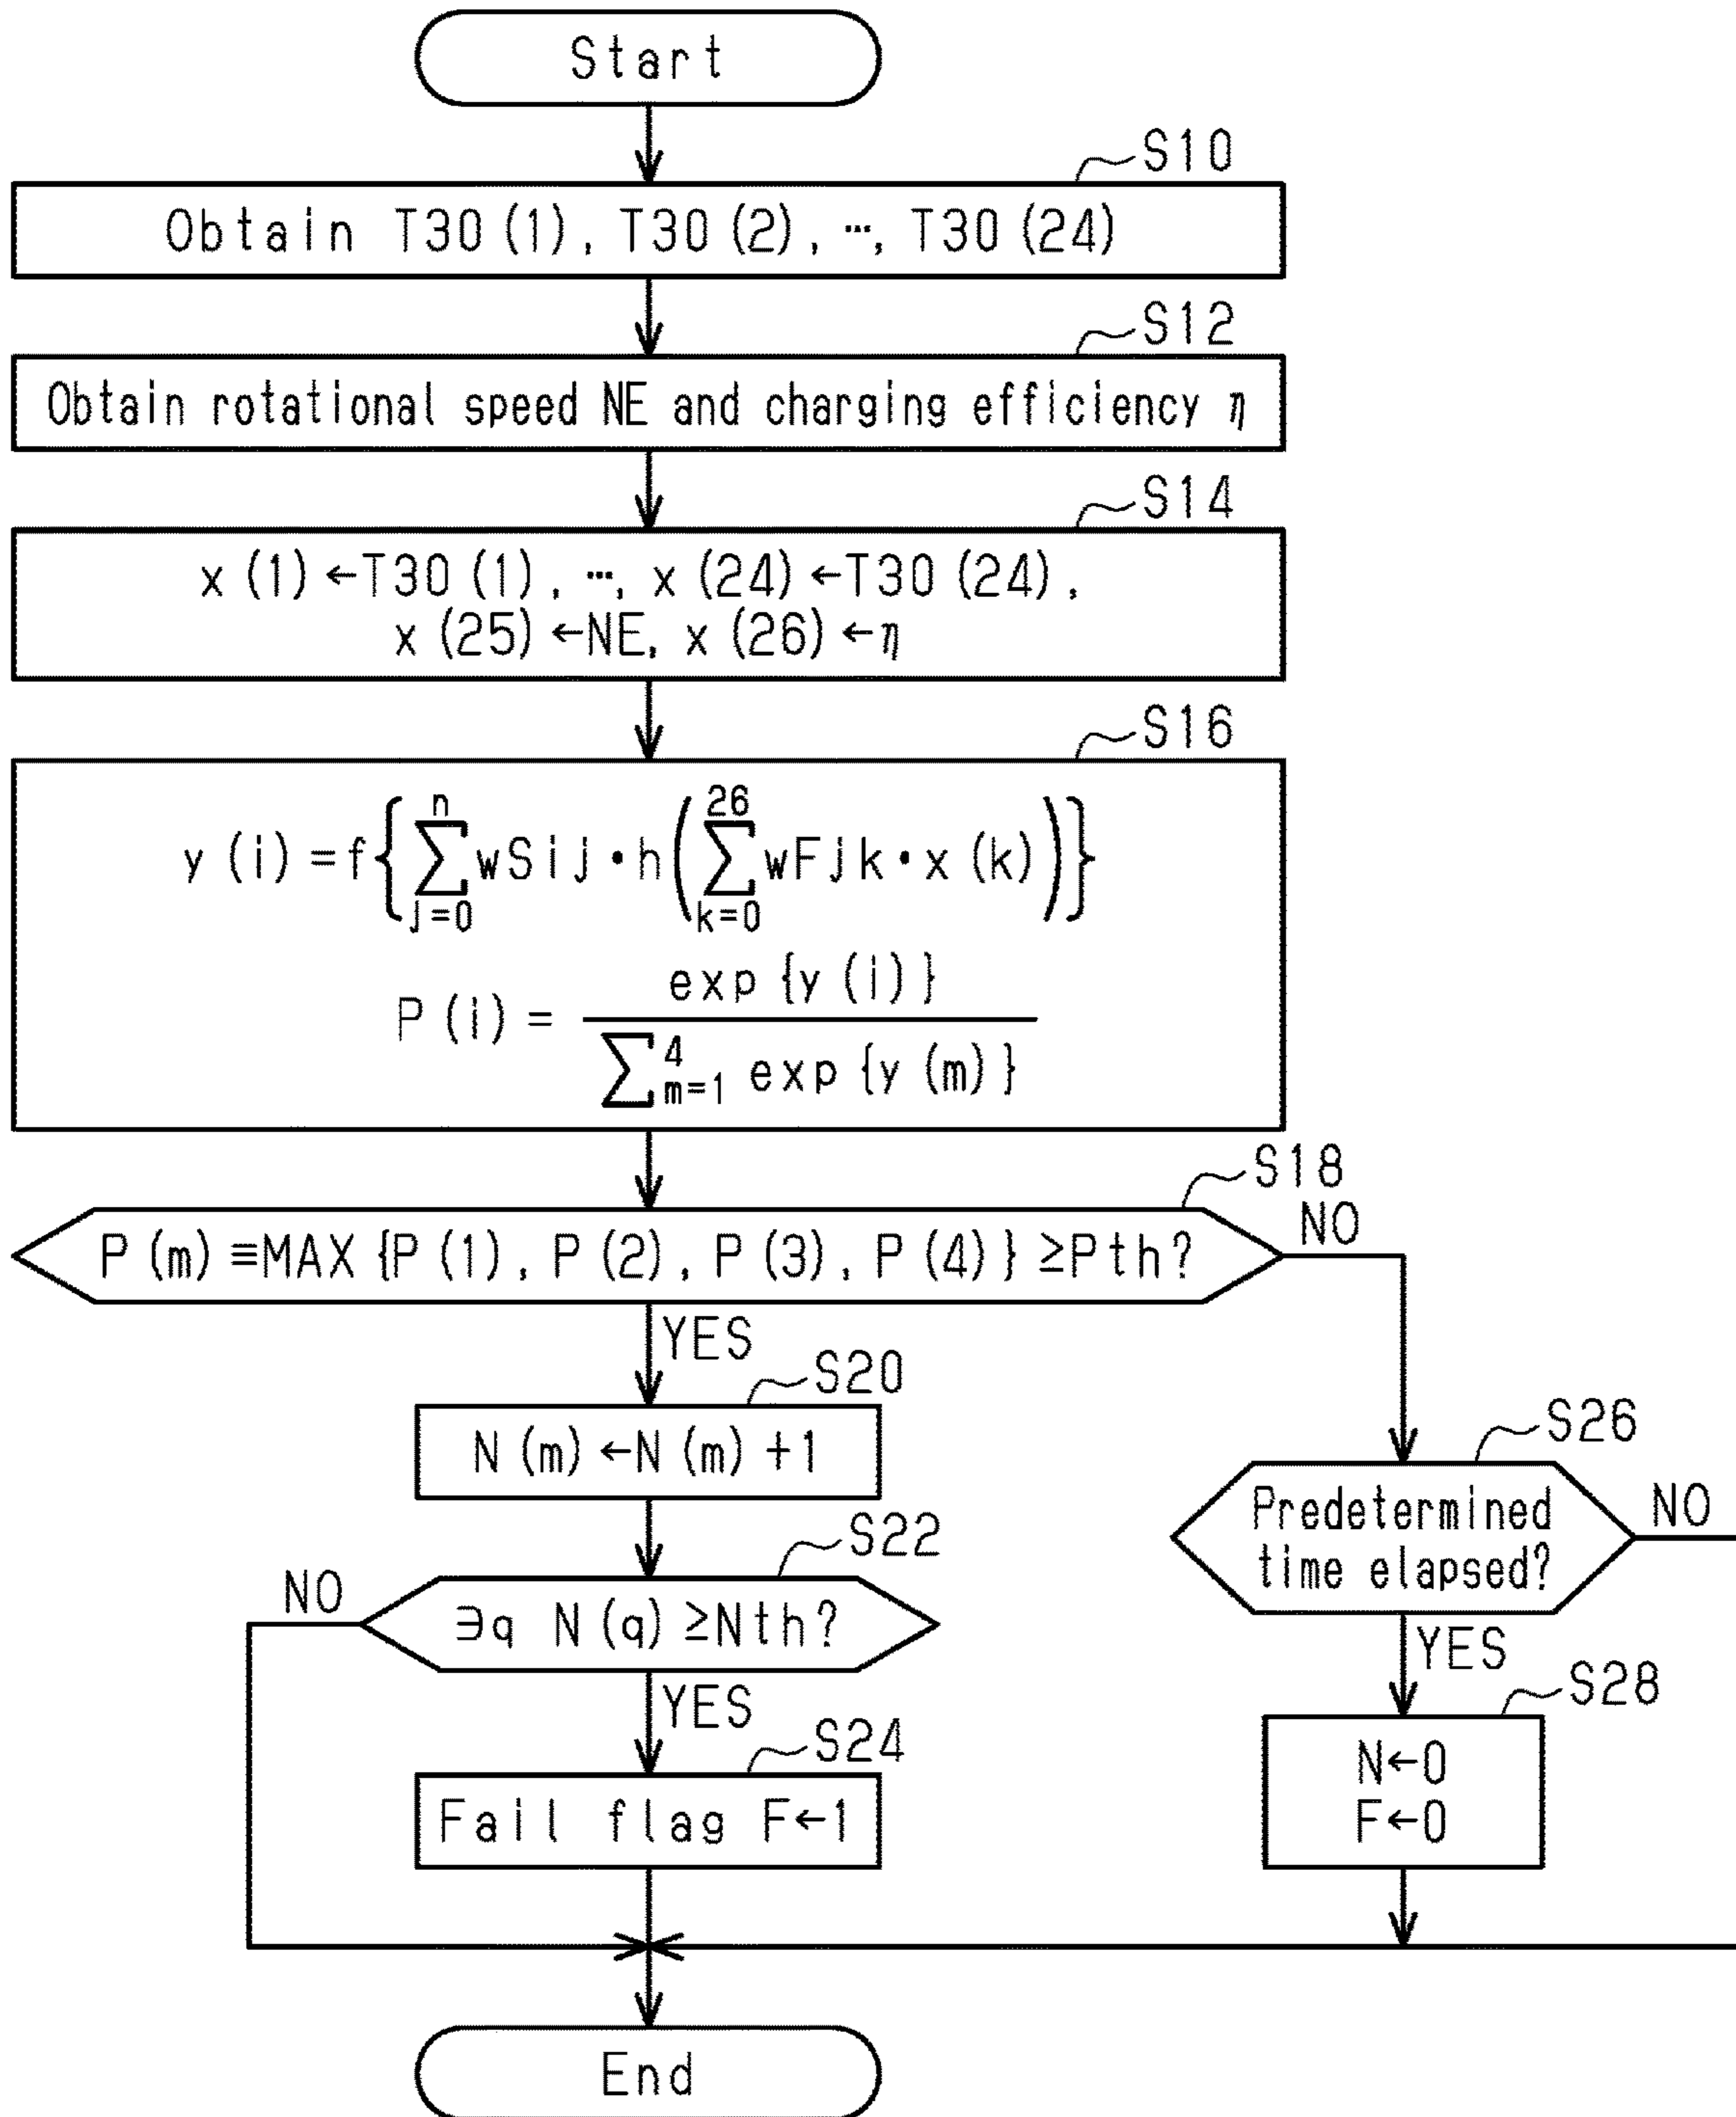 Start
S10
Obtain T30 (1), T30 (2), …, T30 (24)
S12
Obtain rotational speed NE and charging efficiency η
S14
x (1) ←T30 (1), …, x (24) ←T30 (24),
x (25) ←NE, x (26) ←η
S16
y (i) =f{∑_{j=0}^{n} wSij・h(∑_{k=0}^{26} wFjk・x (k))}
P (i) = exp {y (i)} / ∑_{m=1}^{4} exp {y (m)}
S18
P (m) ≡MAX {P (1), P (2), P (3), P (4)} ≥Pth?
NO
YES
S20
N (m) ←N (m) +1
S26
Predetermined
time elapsed?
NO
S22
∃q N (q) ≥Nth?
NO
YES
YES
S28
N←0
F←0
S24
Fail flag F←1
End